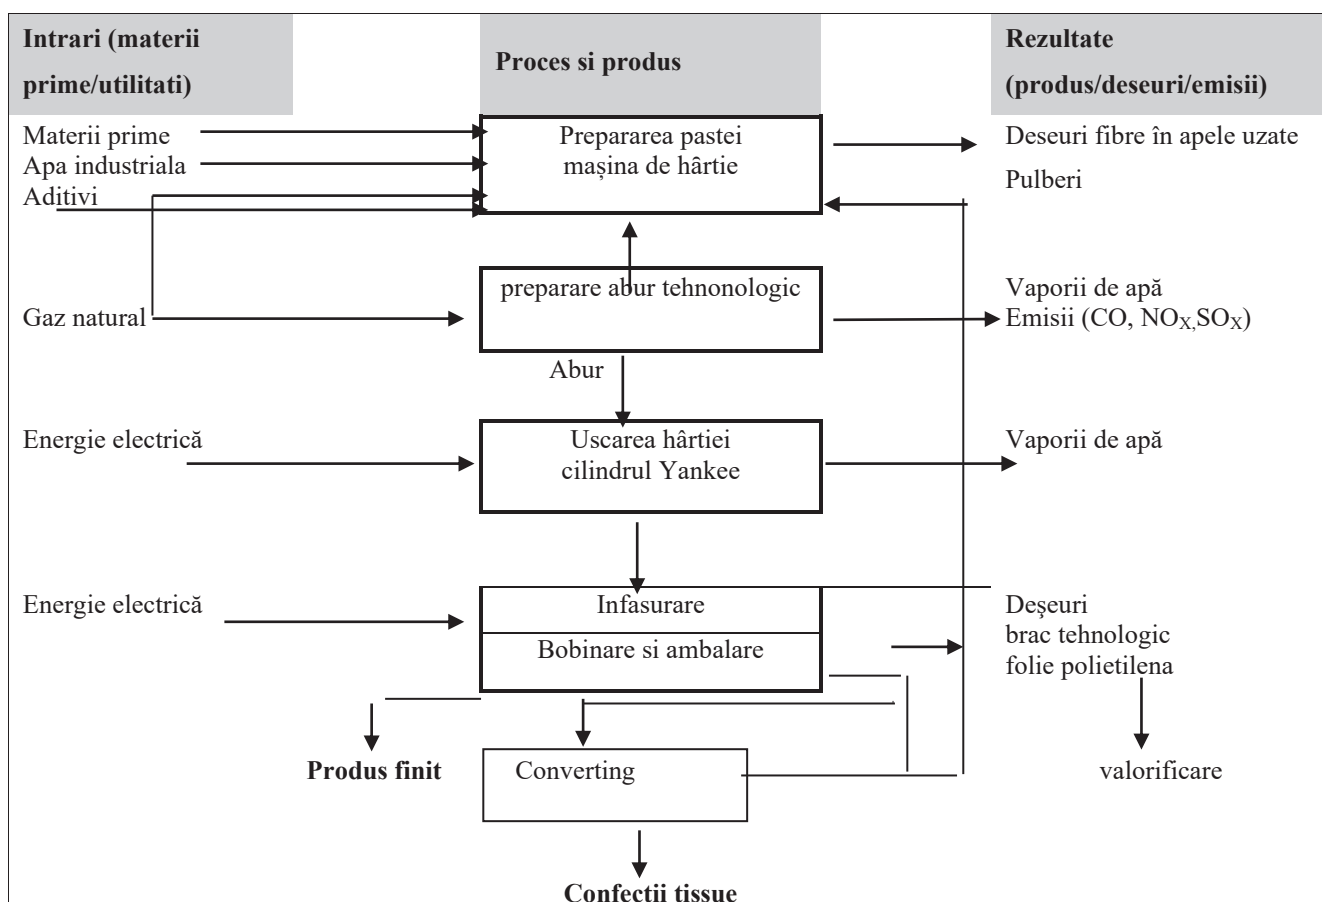 Intrari (materii
prime/utilitati)
Proces si produs
Rezultate
(produs/deseuri/emisii)
Materii prime
Apa industriala
Aditivi
Prepararea pastei
mașina de hârtie
Deseuri fibre în apele uzate
Pulberi
Gaz natural
preparare abur tehnonologic
Vaporii de apă
Emisii (CO, NOX,SOX)
Abur
Energie electrică
Uscarea hârtiei
cilindrul Yankee
Vaporii de apă
Energie electrică
Infasurare
Bobinare si ambalare
Deşeuri
brac tehnologic
folie polietilena
Produs finit
Converting
valorificare
Confectii tissue